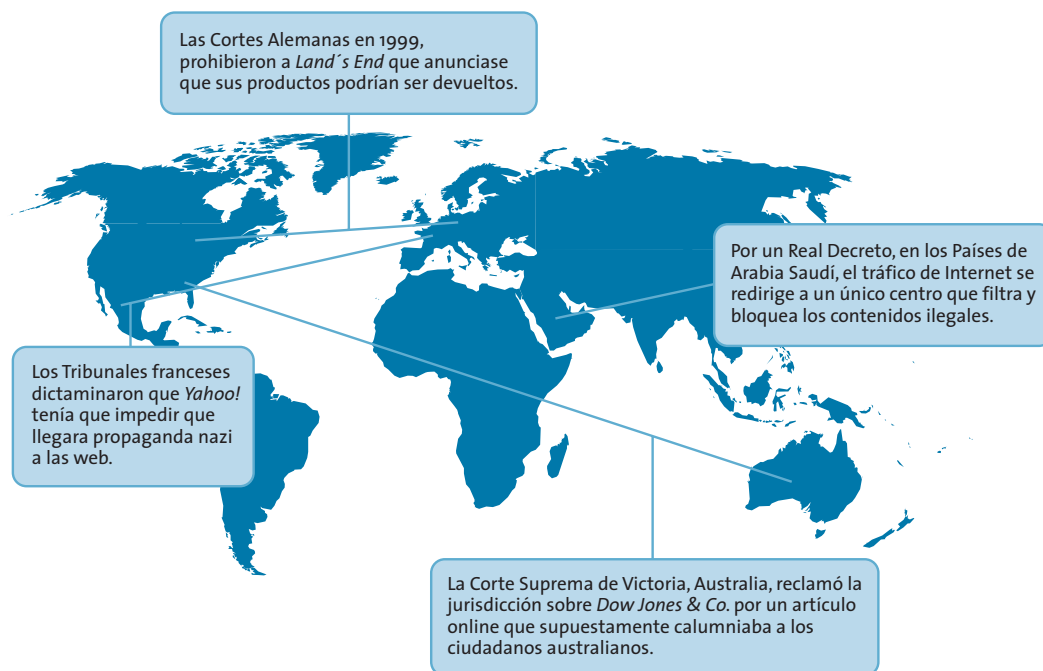 Las Cortes Alemanas en 1999,
prohibieron a Land´s End que anunciase
que sus productos podrían ser devueltos.
Por un Real Decreto, en los Países de
Arabia Saudí, el tráfico de Internet se
redirige a un único centro que filtra y
bloquea los contenidos ilegales.
Los Tribunales franceses
dictaminaron que Yahoo!
tenía que impedir que
llegara propaganda nazi
a las web.
La Corte Suprema de Victoria, Australia, reclamó la
jurisdicción sobre Dow Jones & Co. por un artículo
online que supuestamente calumniaba a los
ciudadanos australianos.